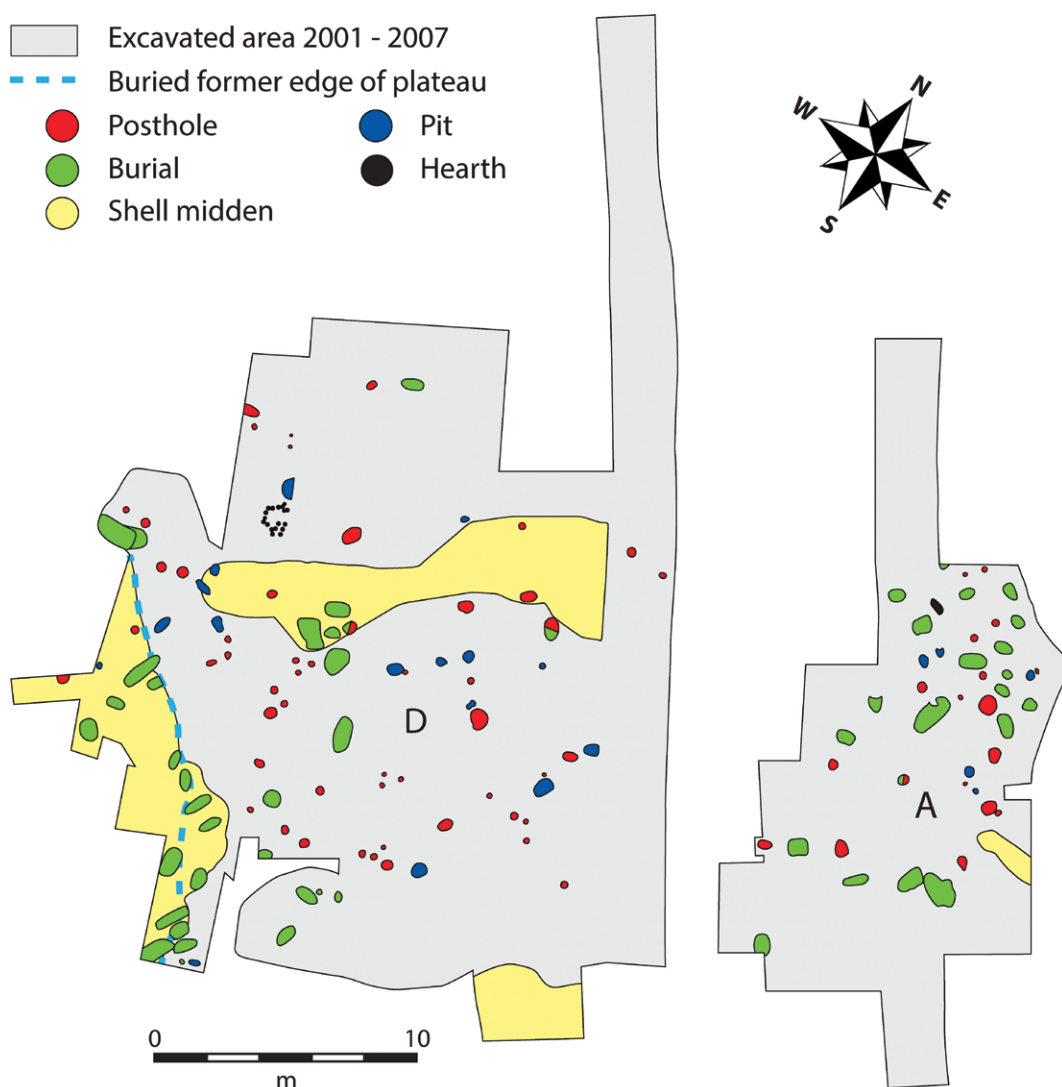 Excavated area 2001 - 2007
Buried former edge of plateau
Posthole
Pit
Burial
Hearth
Shell midden
N
W
E
S
D
A
0 10
m